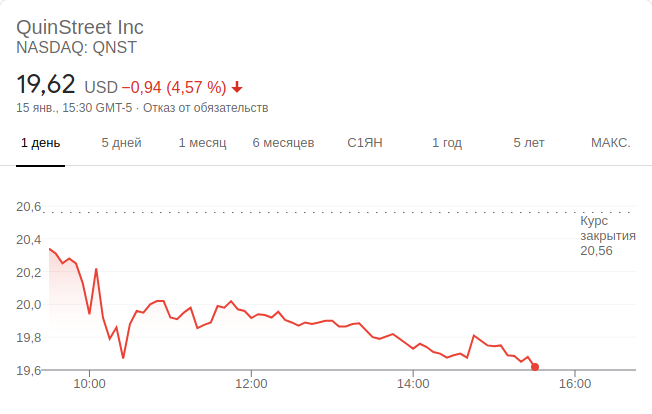 QuinStreet Inc
NASDAQ: QNST
19,62 USD −0,94 (4,57 %)
15 янв., 15:30 GMT-5 · Отказ от обязательств
1 день 5 дней 1 месяц 6 месяцев С1ЯН 1 год 5 лет МАКС.
20,6
Курс
закрытия
20,56
20,4
20,2
20,0
19,8
19,6
10:00 12:00 14:00 16:00